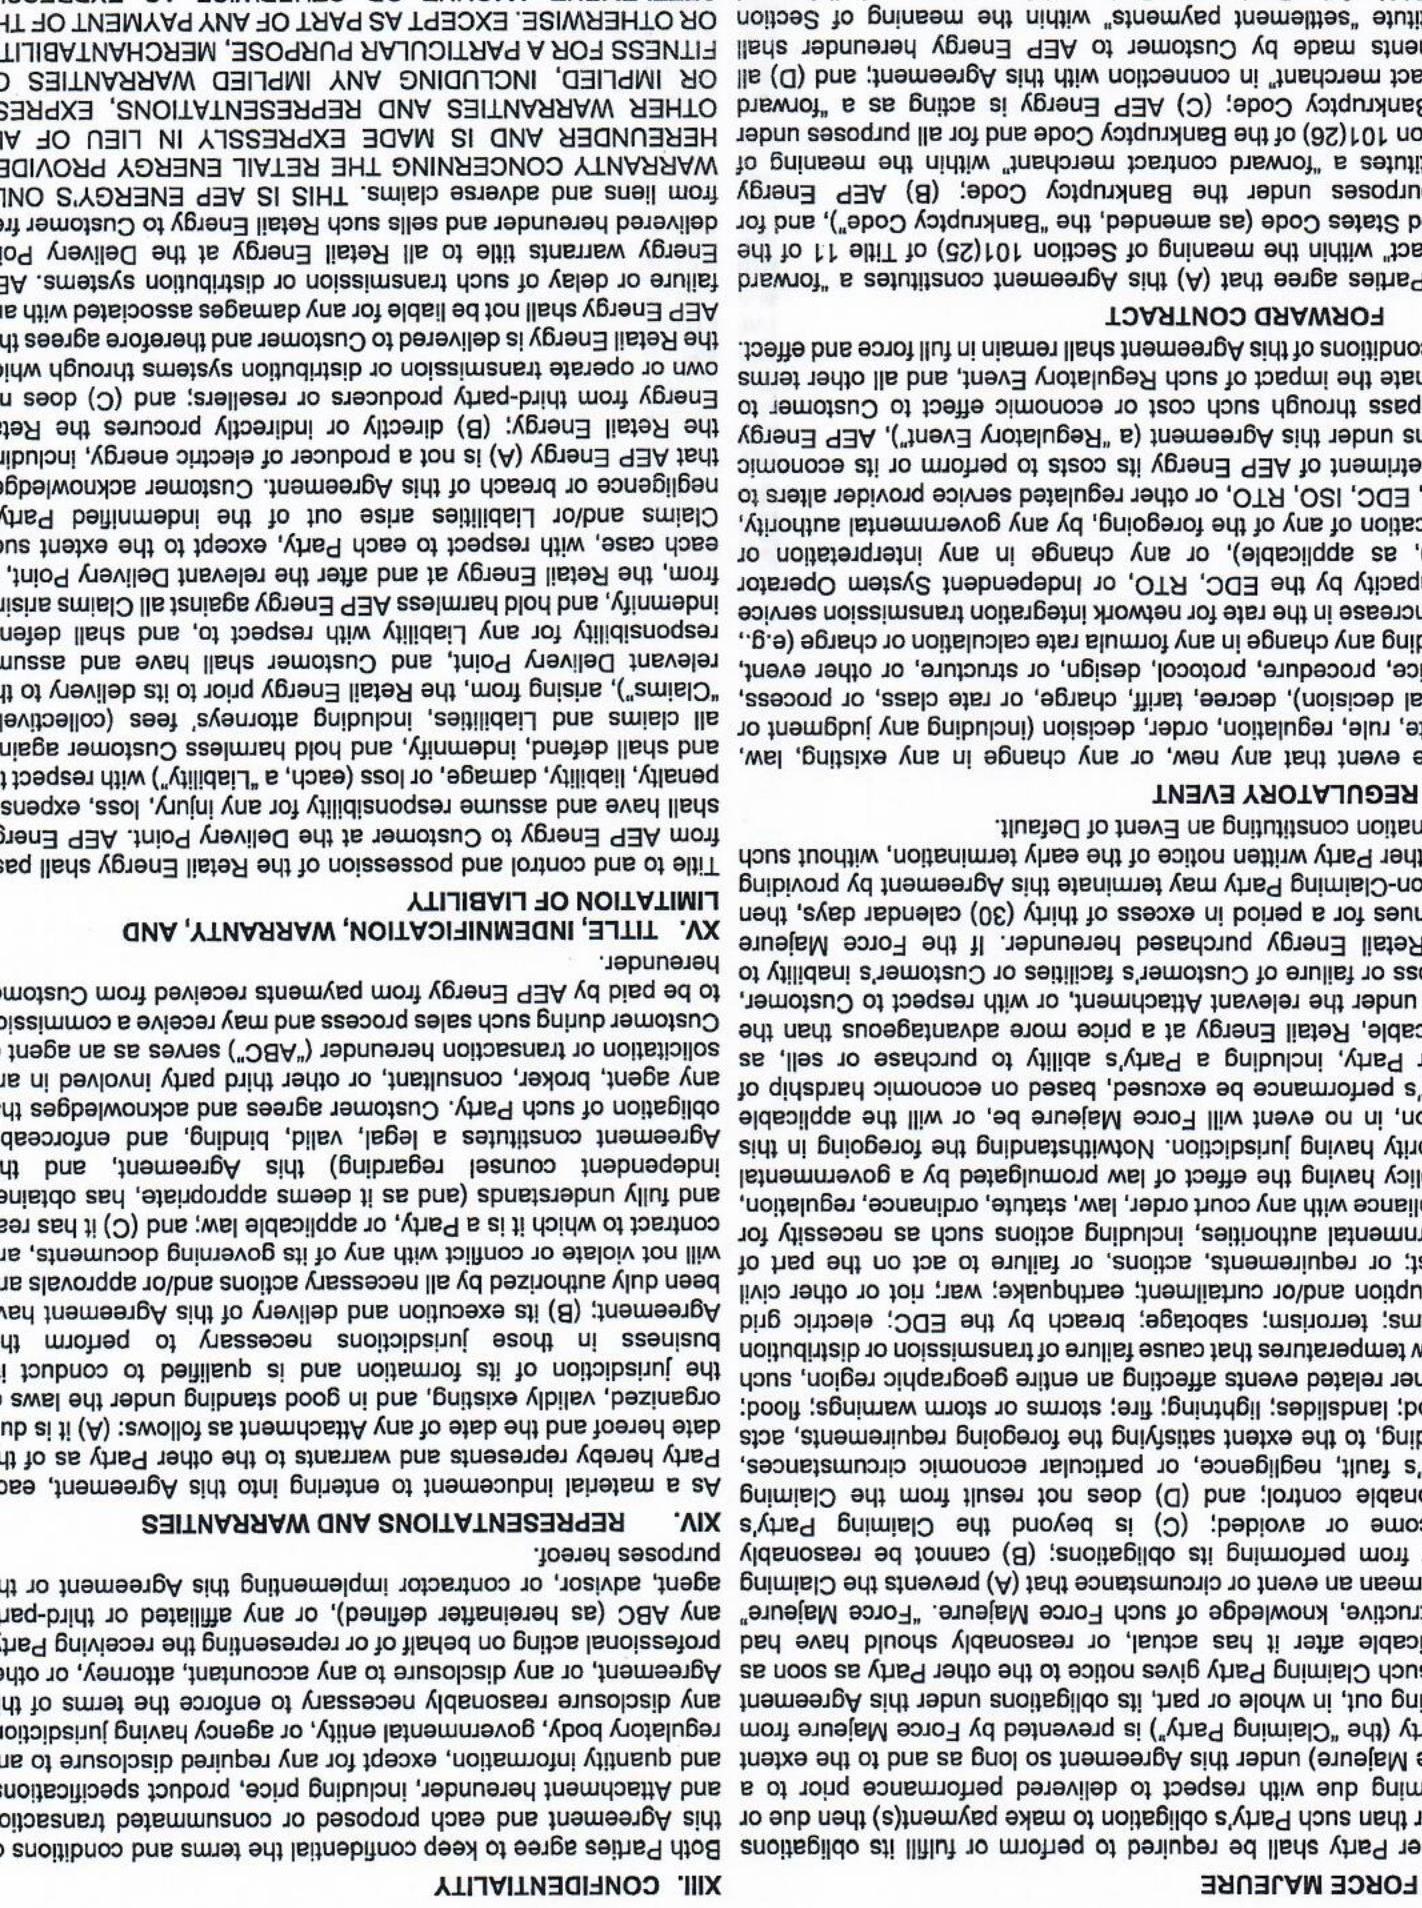 FORCE MAJEURE
er Party shall be required to perform or fulfill its obligations
r than such Party's obligation to make payment(s) then due or
ming due with respect to delivered performance prior to a
e Majeure) under this Agreement so long as and to the extent
ty (the "Claiming Party") is prevented by Force Majeure from
ing out, in whole or part, its obligations under this Agreement
uch Claiming Party gives notice to the other Party as soon as
icable after it has actual, or reasonably should have had
tructive, knowledge of such Force Majeure. "Force Majeure"
mean an event or circumstance that (A) prevents the Claiming
from performing its obligations; (B) cannot be reasonably
come or avoided; (C) is beyond the Claiming Party's
onable control; and (D) does not result from the Claiming
's fault, negligence, or particular economic circumstances,
ding, to the extent satisfying the foregoing requirements, acts
od; landslides; lightning; fire; storms or storm warnings; flood;
her related events affecting an entire geographic region, such
w temperatures that cause failure of transmission or distribution
ms; terrorism; sabotage; breach by the EDC; electric grid
uption and/or curtailment; earthquake; war; riot or other civil
st; or requirements, actions, or failure to act on the part of
rnmental authorities, including actions such as necessity for
pliance with any court order, law, statute, ordinance, regulation,
licy having the effect of law promulgated by a governmental
ority having jurisdiction. Notwithstanding the foregoing in this
on, in no event will Force Majeure be, or will the applicable
's performance be excused, based on economic hardship of
r Party, including a Party's ability to purchase or sell, as
cable, Retail Energy at a price more advantageous than the
under the relevant Attachment, or with respect to Customer,
oss or failure of Customer's facilities or Customer's inability to
Retail Energy purchased hereunder. If the Force Majeure
nues for a period in excess of thirty (30) calendar days, then
on-Claiming Party may terminate this Agreement by providing
ther Party written notice of the early termination, without such
nation constituting an Event of Default.
REGULATORY EVENT
e event that any new, or any change in any existing, law,
te, rule, regulation, order, decision (including any judgment or
al decision), decree, tariff, charge, or rate class, or process,
ice, procedure, protocol, design, or structure, or other event,
ding any change in any formula rate calculation or charge (e.g.,
ncrease in the rate for network integration transmission service
apacity by the EDC, RTO, or Independent System Operator
, as applicable), or any change in any interpretation or
cation of any of the foregoing, by any governmental authority,
, EDC, ISO, RTO, or other regulated service provider alters to
etriment of AEP Energy its costs to perform or its economic
ns under this Agreement (a "Regulatory Event"), AEP Energy
pass through such cost or economic effect to Customer to
nate the impact of such Regulatory Event, and all other terms
conditions of this Agreement shall remain in full force and effect.
FORWARD CONTRACT
Parties agree that (A) this Agreement constitutes a "forward
act" within the meaning of Section 101(25) of Title 11 of the
d States Code (as amended, the "Bankruptcy Code"), and for
urposes under the Bankruptcy Code; (B) AEP Energy
titutes a "forward contract merchant" within the meaning of
on 101(26) of the Bankruptcy Code and for all purposes under
Bankruptcy Code; (C) AEP Energy is acting as a "forward
act merchant" in connection with this Agreement; and (D) all
ents made by Customer to AEP Energy hereunder shall
titute "settlement payments" within the meaning of Section
XIII. CONFIDENTIALITY
Both Parties agree to keep confidential the terms and conditions o
this Agreement and each proposed or consummated transaction
and Attachment hereunder, including price, product specifications
and quantity information, except for any required disclosure to an
regulatory body, governmental entity, or agency having jurisdiction
any disclosure reasonably necessary to enforce the terms of thi
Agreement, or any disclosure to any accountant, attorney, or othe
professional acting on behalf of or representing the receiving Party
any ABC (as hereinafter defined), or any affiliated or third-part
agent, advisor, or contractor implementing this Agreement or th
purposes hereof.
XIV. REPRESENTATIONS AND WARRANTIES
As a material inducement to entering into this Agreement, eac
Party hereby represents and warrants to the other Party as of th
date hereof and the date of any Attachment as follows: (A) it is du
organized, validly existing, and in good standing under the laws o
the jurisdiction of its formation and is qualified to conduct i
business in those jurisdictions necessary to perform th
Agreement; (B) its execution and delivery of this Agreement hav
been duly authorized by all necessary actions and/or approvals an
will not violate or conflict with any of its governing documents, an
contract to which it is a Party, or applicable law; and (C) it has rea
and fully understands (and as it deems appropriate, has obtaine
independent counsel regarding) this Agreement, and th
Agreement constitutes a legal, valid, binding, and enforceab
obligation of such Party. Customer agrees and acknowledges tha
any agent, broker, consultant, or other third party involved in an
solicitation or transaction hereunder ("ABC") serves as an agent o
Customer during such sales process and may receive a commissi
to be paid by AEP Energy from payments received from Custome
hereunder.
XV. TITLE, INDEMNIFICATION, WARRANTY, AND
LIMITATION OF LIABILITY
Title to and control and possession of the Retail Energy shall pas
from AEP Energy to Customer at the Delivery Point. AEP Energ
shall have and assume responsibility for any injury, loss, expens
penalty, liability, damage, or loss (each, a "Liability") with respect t
and shall defend, indemnify, and hold harmless Customer again
all claims and Liabilities, including attorneys' fees (collectivel
"Claims"), arising from, the Retail Energy prior to its delivery to th
relevant Delivery Point, and Customer shall have and assum
responsibility for any Liability with respect to, and shall defen
indemnify, and hold harmless AEP Energy against all Claims arisin
from, the Retail Energy at and after the relevant Delivery Point,
each case, with respect to each Party, except to the extent suc
Claims and/or Liabilities arise out of the indemnified Party
negligence or breach of this Agreement. Customer acknowledge
that AEP Energy (A) is not a producer of electric energy, includin
the Retail Energy; (B) directly or indirectly procures the Reta
Energy from third-party producers or resellers; and (C) does n
own or operate transmission or distribution systems through whic
the Retail Energy is delivered to Customer and therefore agrees th
AEP Energy shall not be liable for any damages associated with an
failure or delay of such transmission or distribution systems. AE
Energy warrants title to all Retail Energy at the Delivery Poi
delivered hereunder and sells such Retail Energy to Customer fre
from liens and adverse claims. THIS IS AEP ENERGY'S ONL
WARRANTY CONCERNING THE RETAIL ENERGY PROVIDE
HEREUNDER AND IS MADE EXPRESSLY IN LIEU OF AL
OTHER WARRANTIES AND REPRESENTATIONS, EXPRES
OR IMPLIED, INCLUDING ANY IMPLIED WARRANTIES O
FITNESS FOR A PARTICULAR PURPOSE, MERCHANTABILIT
OR OTHERWISE. EXCEPT AS PART OF ANY PAYMENT OF TH